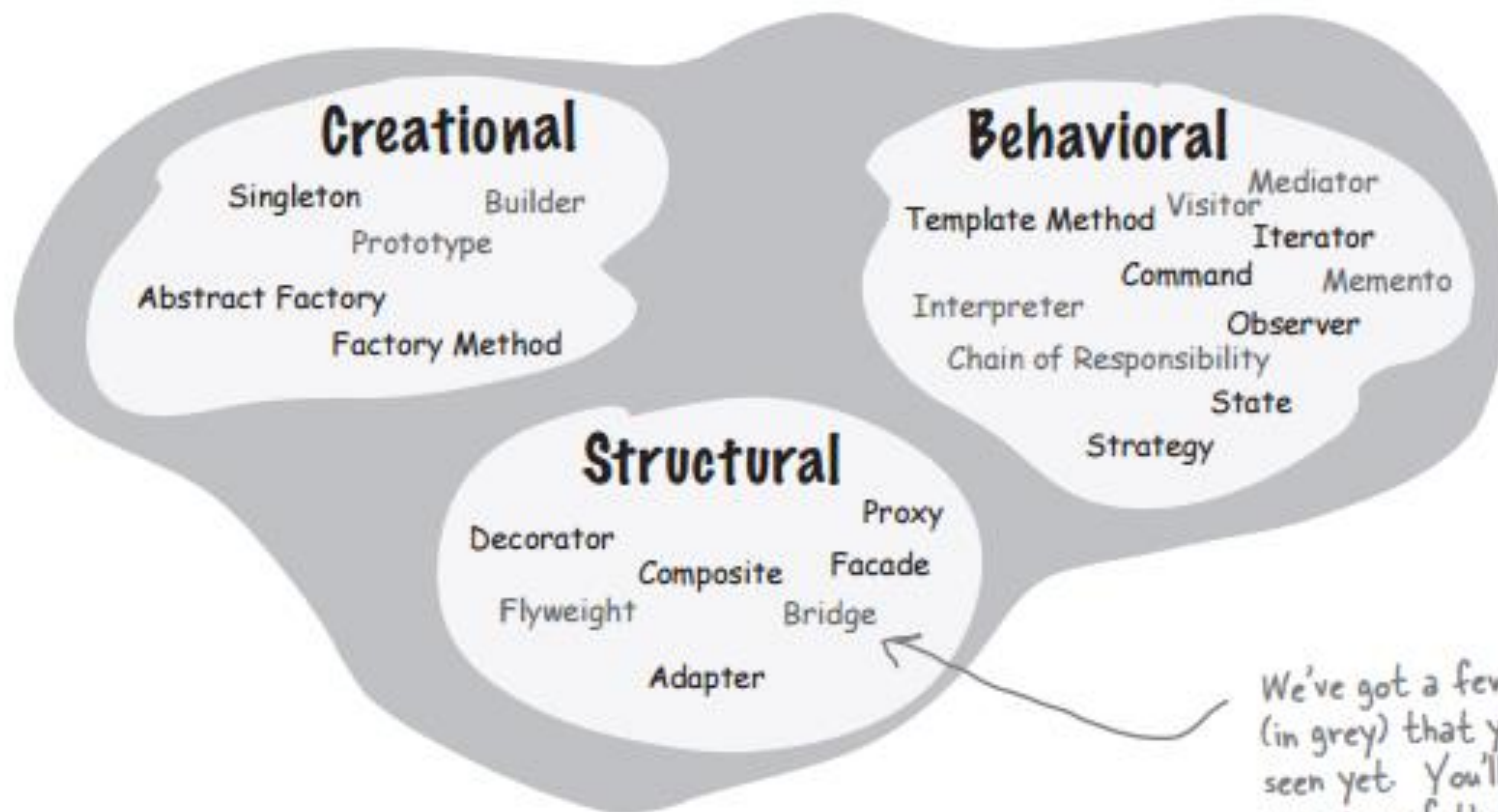 Creational
Singleton
Builder
Prototype
Abstract Factory
Factory Method
Behavioral
Mediator
Template Method
Visitor
Iterator
Command
Memento
Interpreter
Observer
Chain of Responsibility
State
Strategy
Structural
Proxy
Decorator
Composite
Facade
Flyweight
Bridge
Adapter
We've got a few
(in grey) that
seen yet. You'll